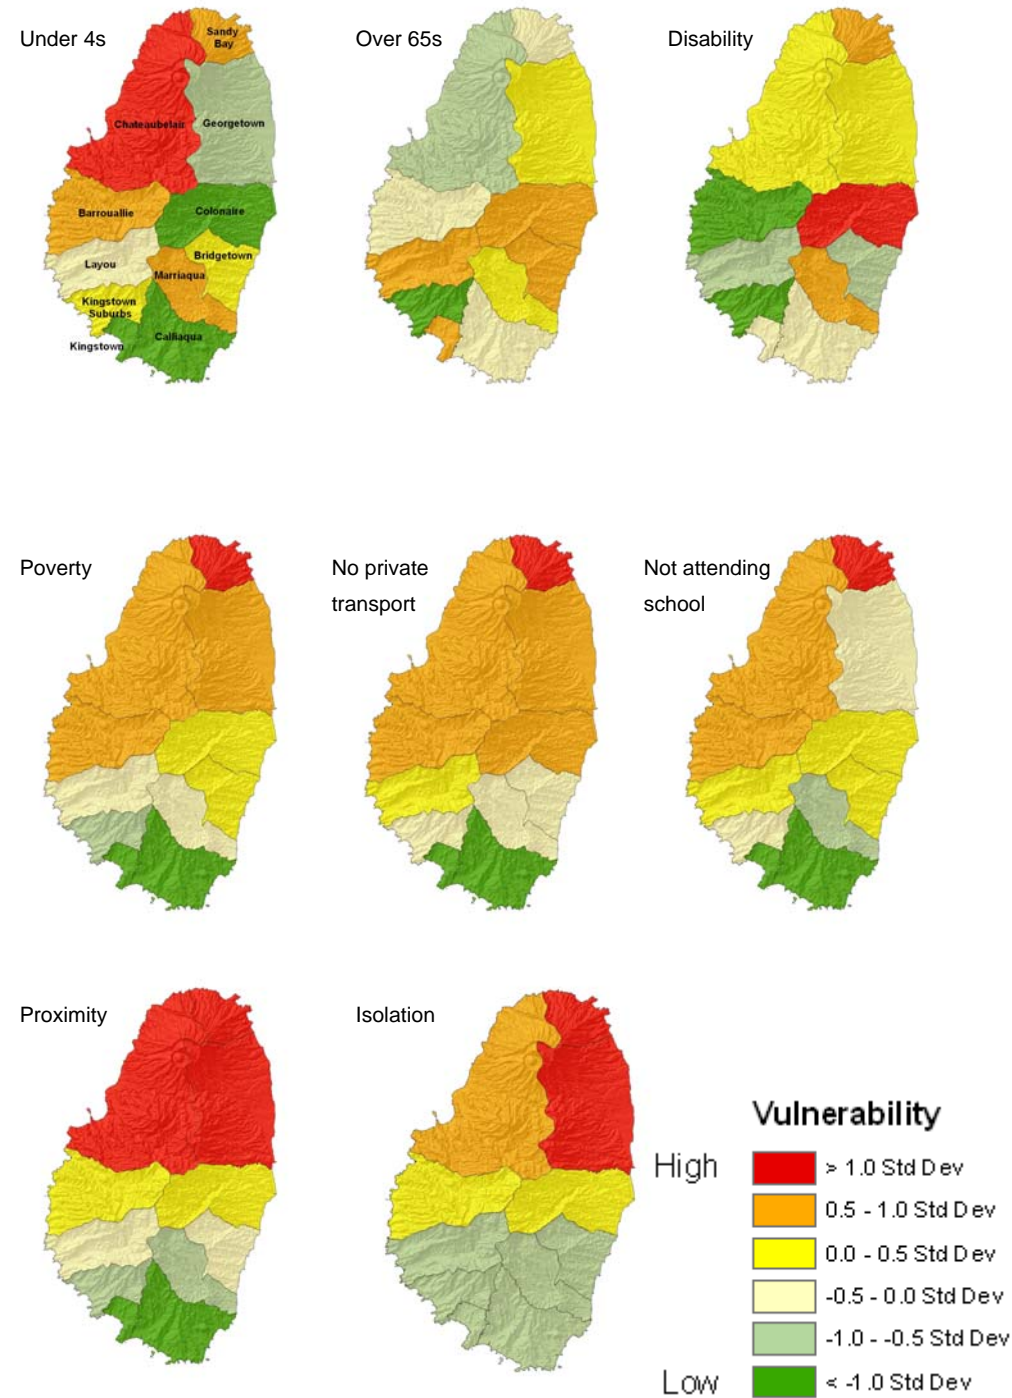 Under 4s
Over 65s
Disability
Sandy
Bay
Chateaubelair
Georgetown
Barrouallie
Colonaire
Layou
Bridgetown
Marriaqua
Kingstown
Suburbs
Kingstown
Calliaqua
Poverty
No private
transport
Not attending
school
Proximity
Isolation
Vulnerability
High
> 1.0 Std Dev
0.5 - 1.0 Std Dev
0.0 - 0.5 Std Dev
-0.5 - 0.0 Std Dev
-1.0 - -0.5 Std Dev
Low
< -1.0 Std Dev